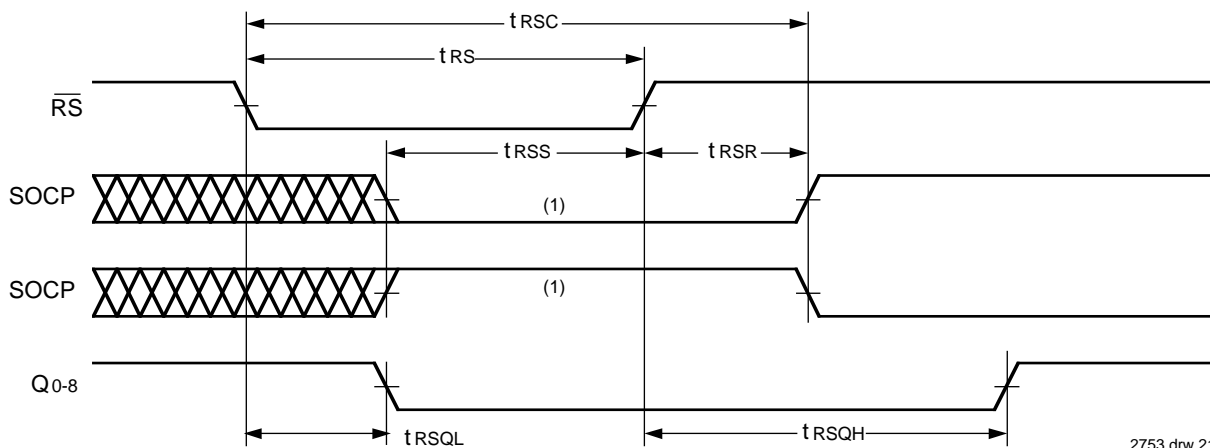 t RSC
t RS
RS
t RSS
t RSR
SOCP
(1)
SOCP
(1)
Q 0-8
t RSQL
t RSQH